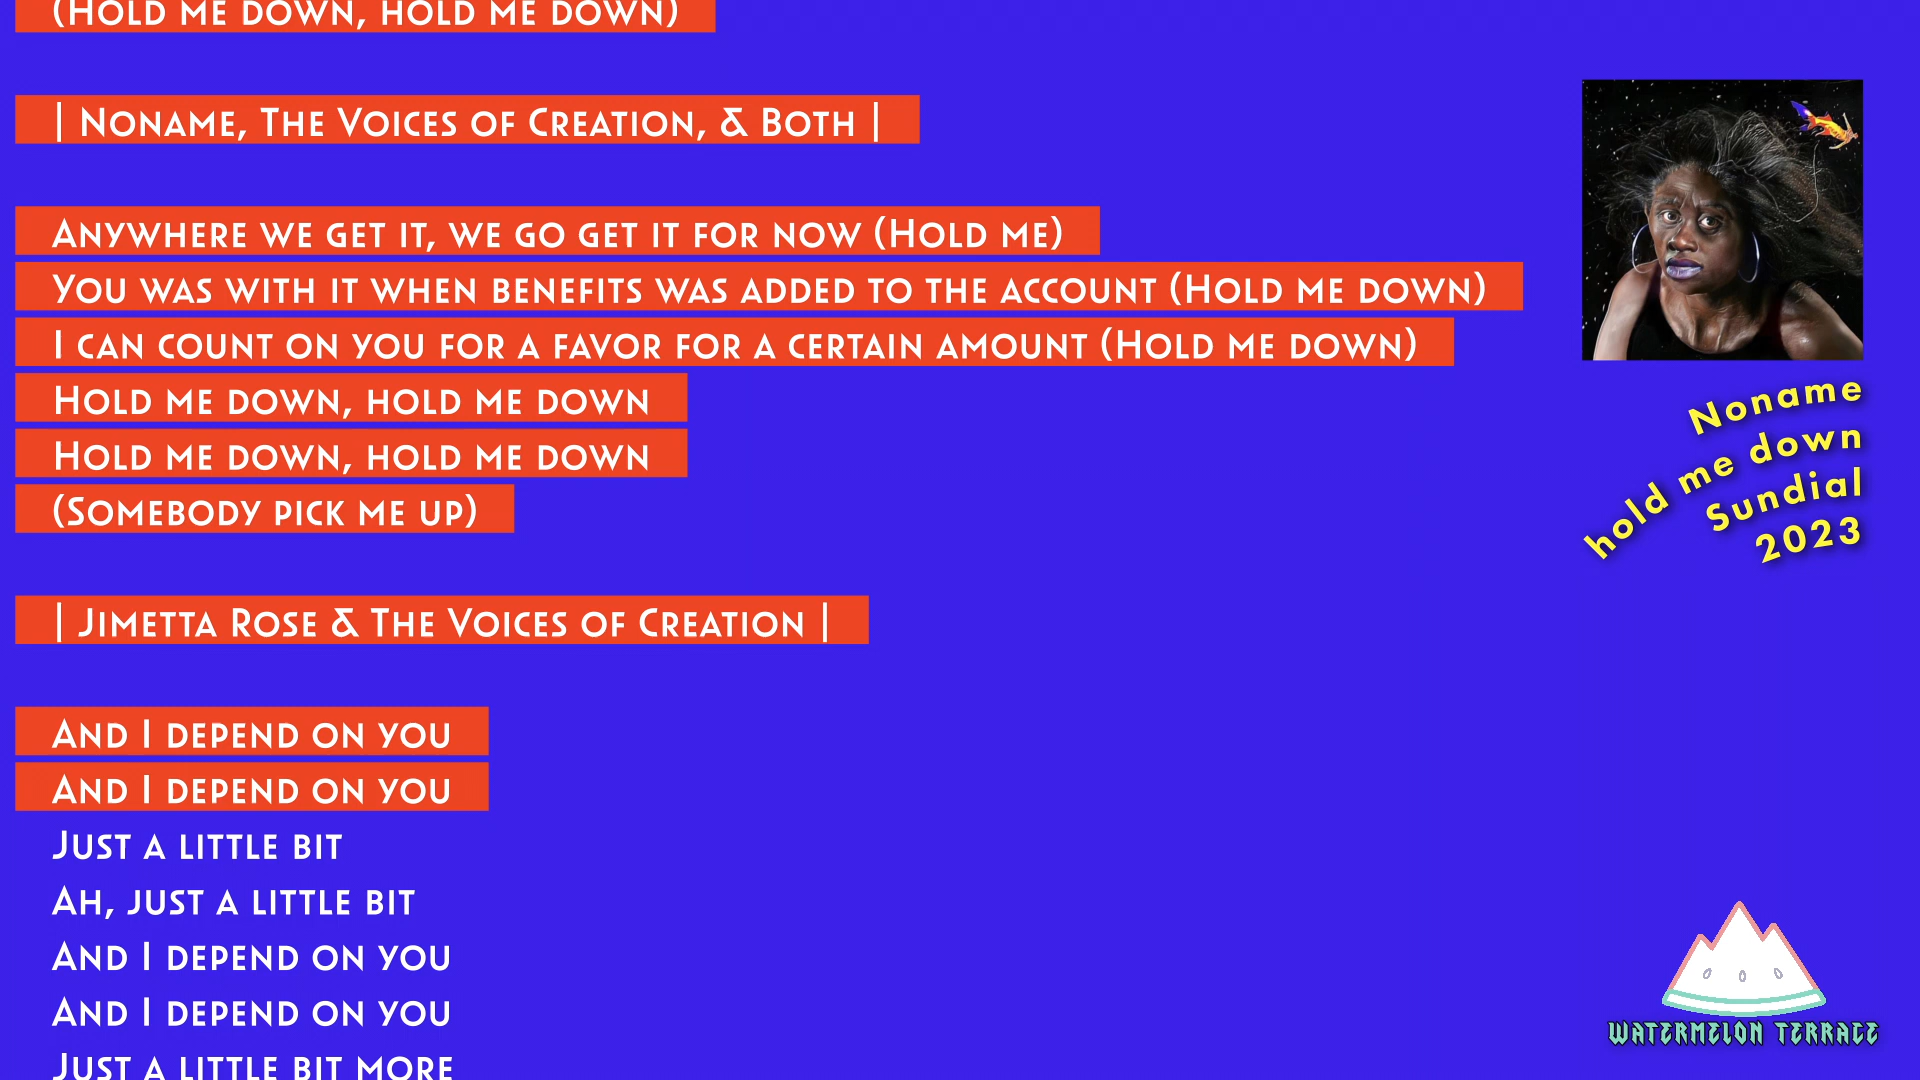 (Hold me down, hold me down)
| Noname, The Voices of Creation, & Both |
Anywhere we get it, we go get it for now (Hold me)
You was with it when benefits was added to the account (Hold me down)
I can count on you for a favor for a certain amount (Hold me down)
Hold me down, hold me down
Hold me down, hold me down
(Somebody pick me up)
| Jimetta Rose & The Voices of Creation |
And I depend on you
And I depend on you
Just a little bit
Ah, just a little bit
And I depend on you
And I depend on you
Just a little bit more
Noname
hold me down
Sundial
2023
WATERMELON TERRACE